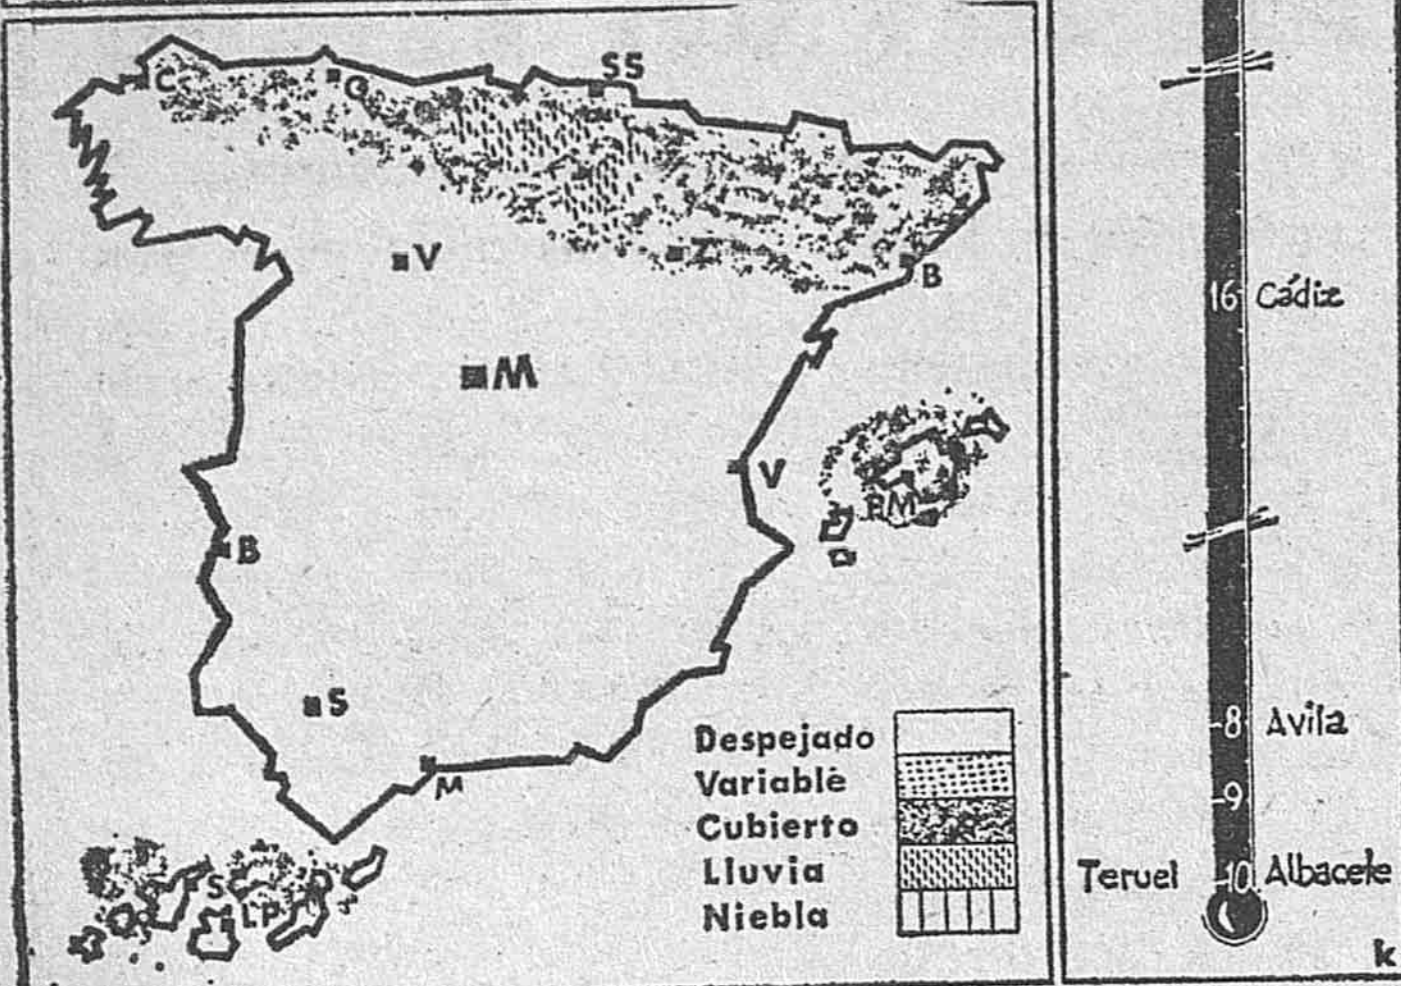 SS
C
O
V
Z
B
M
V
PM
B
S
M
S
LP
Despejado
Variable
Cubierto
Lluvia
Niebla
16 Cádiz
-8 Avila
-9
Teruel -10 Albacete
k